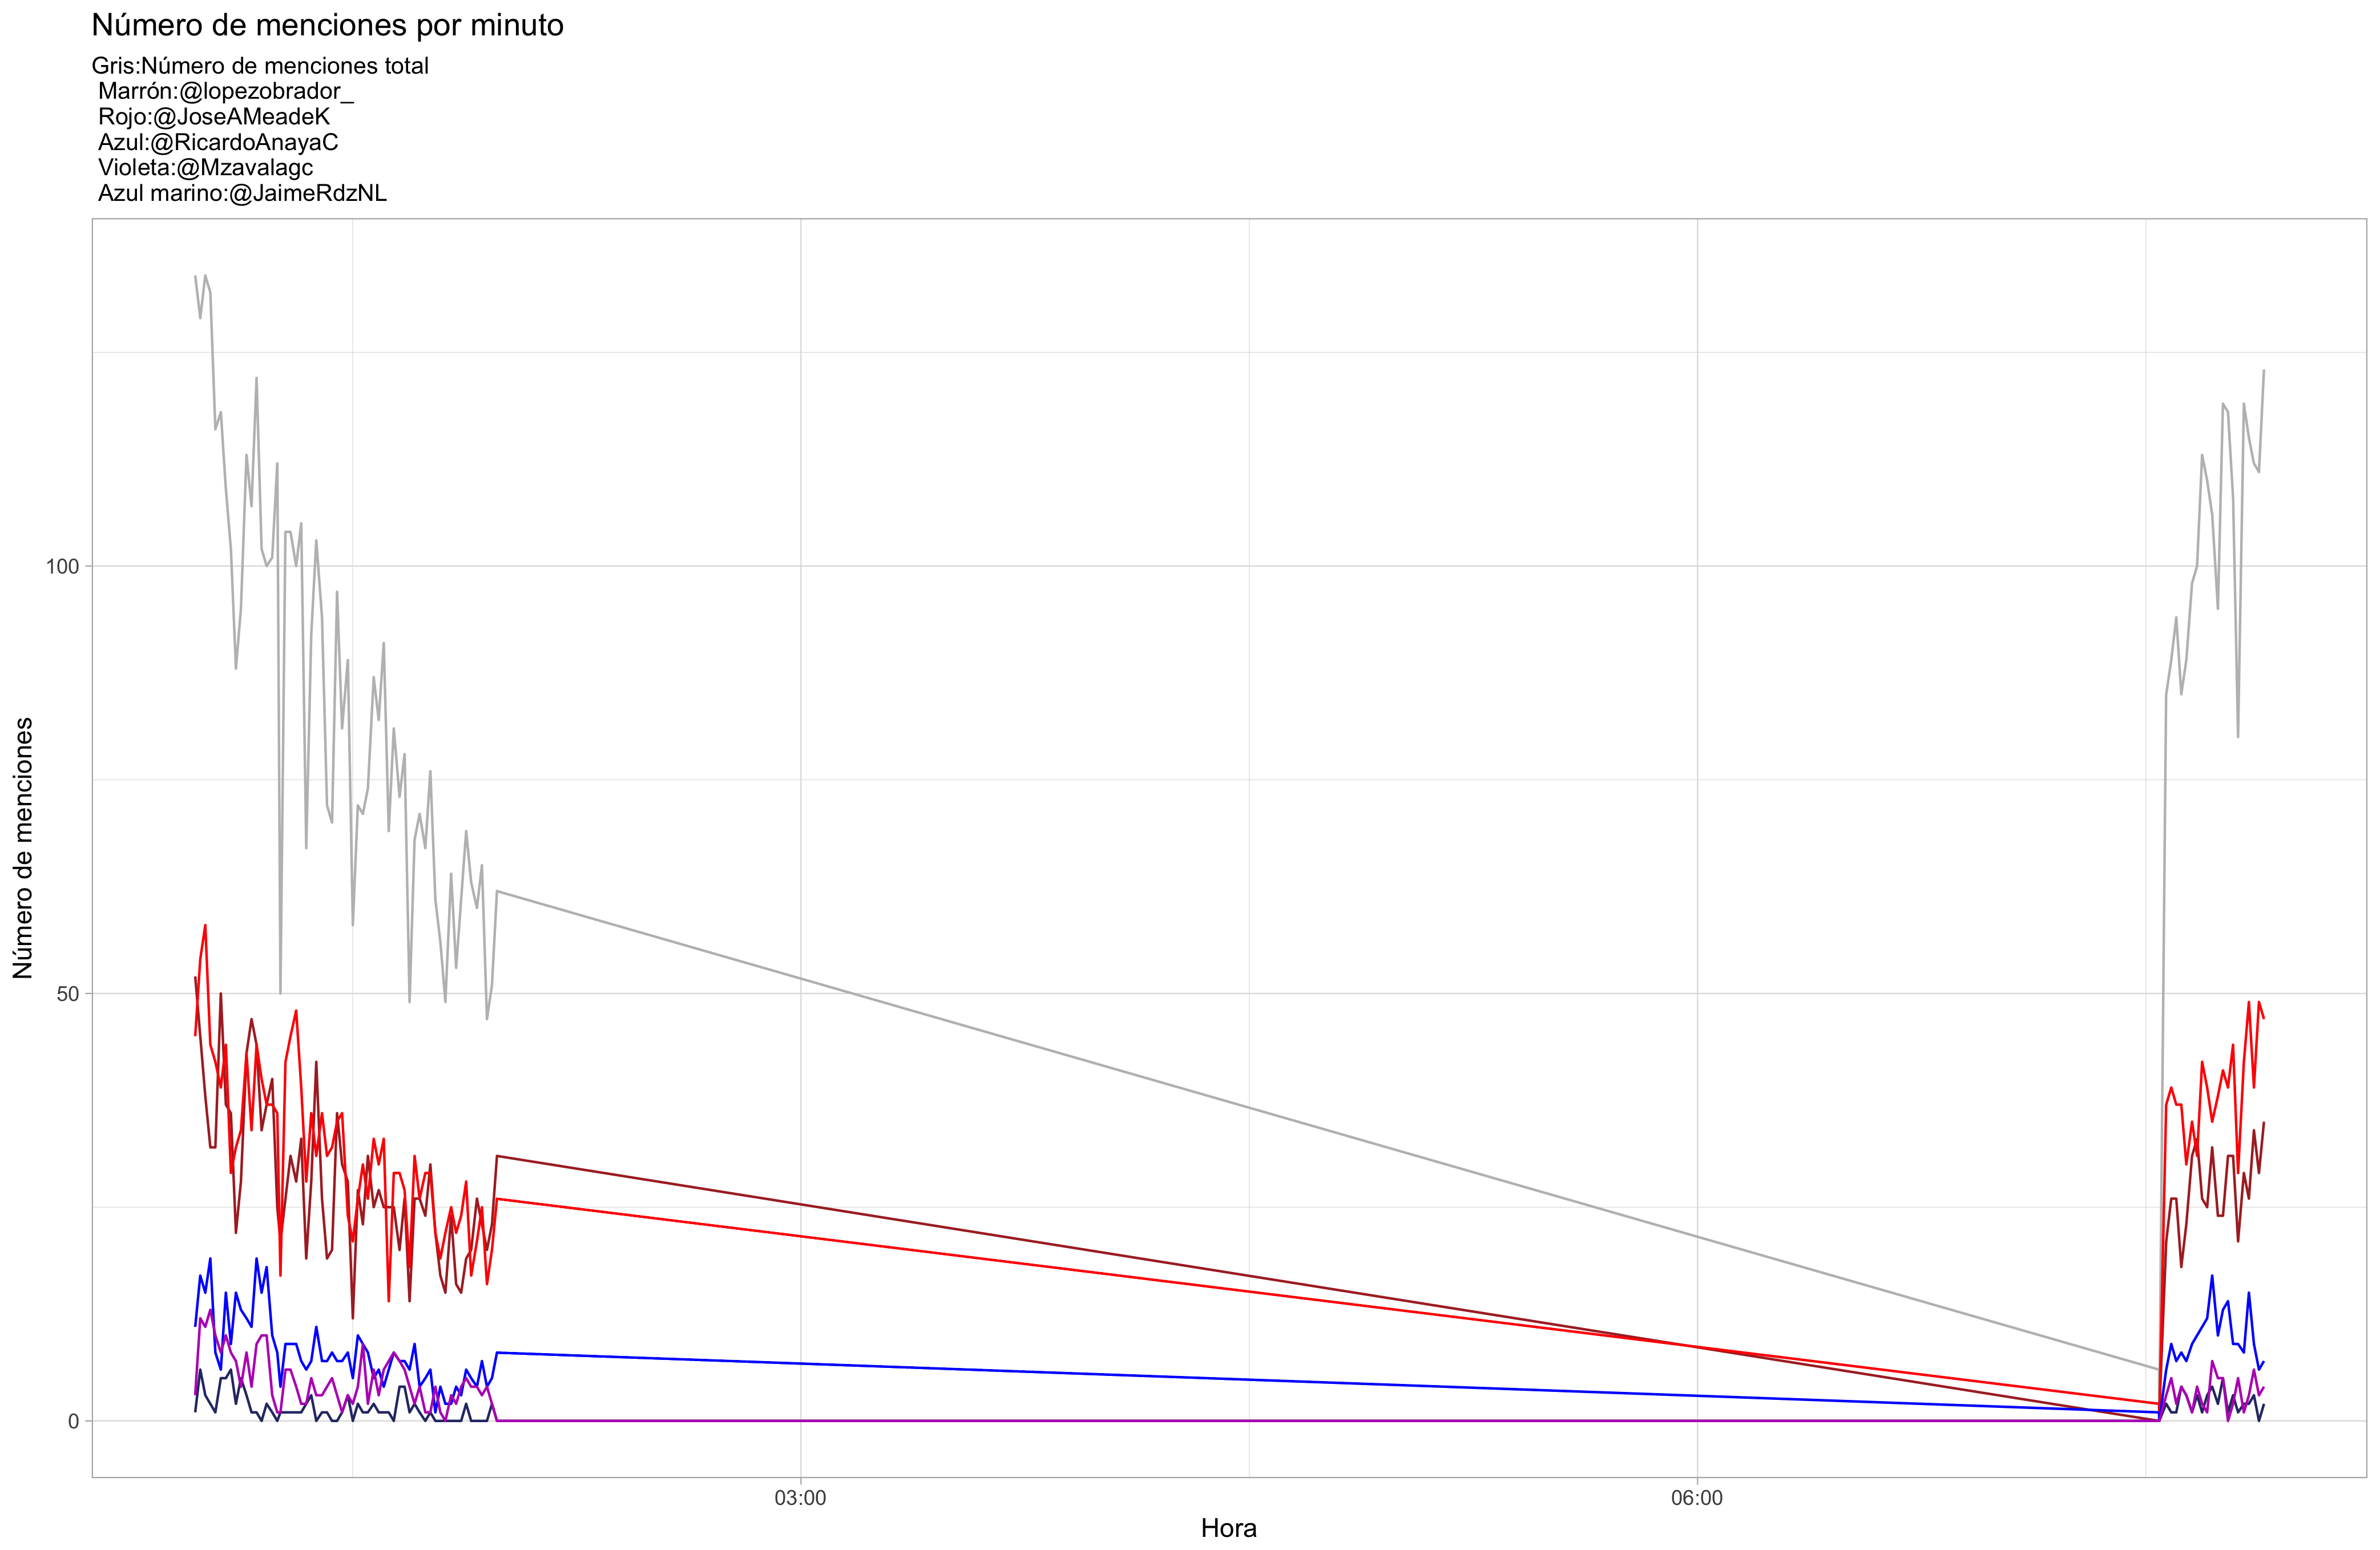 Número de menciones por minuto
Gris:Número de menciones total
Marrón:@lopezobrador_
Rojo:@JoseAMeadeK
Azul:@RicardoAnayaC
Violeta:@Mzavalagc
Azul marino:@JaimeRdzNL
100
50
0
Número de menciones
03:00
06:00
Hora